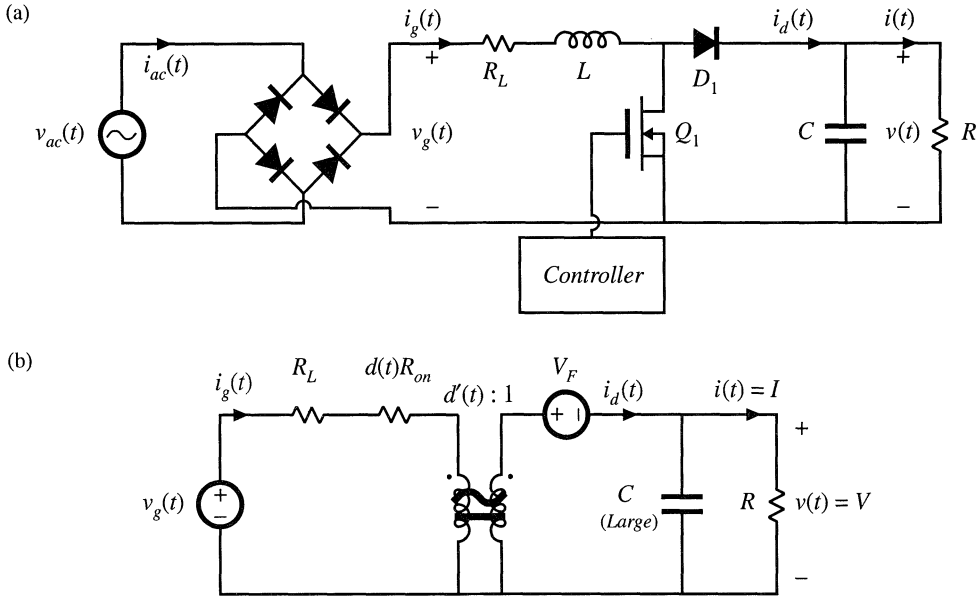 (a)
i_g(t)
i_d(t)
i(t)
i_ac(t)
+
+
R_L
L
D_1
v_ac(t)
v_g(t)
Q_1
C
v(t)
R
−
−
Controller
(b)
R_L
d(t)R_on
V_F
i_g(t)
d′(t) : 1
i_d(t)
i(t) = I
+ −
+
v_g(t)
+
−
C
(Large)
R
v(t) = V
−